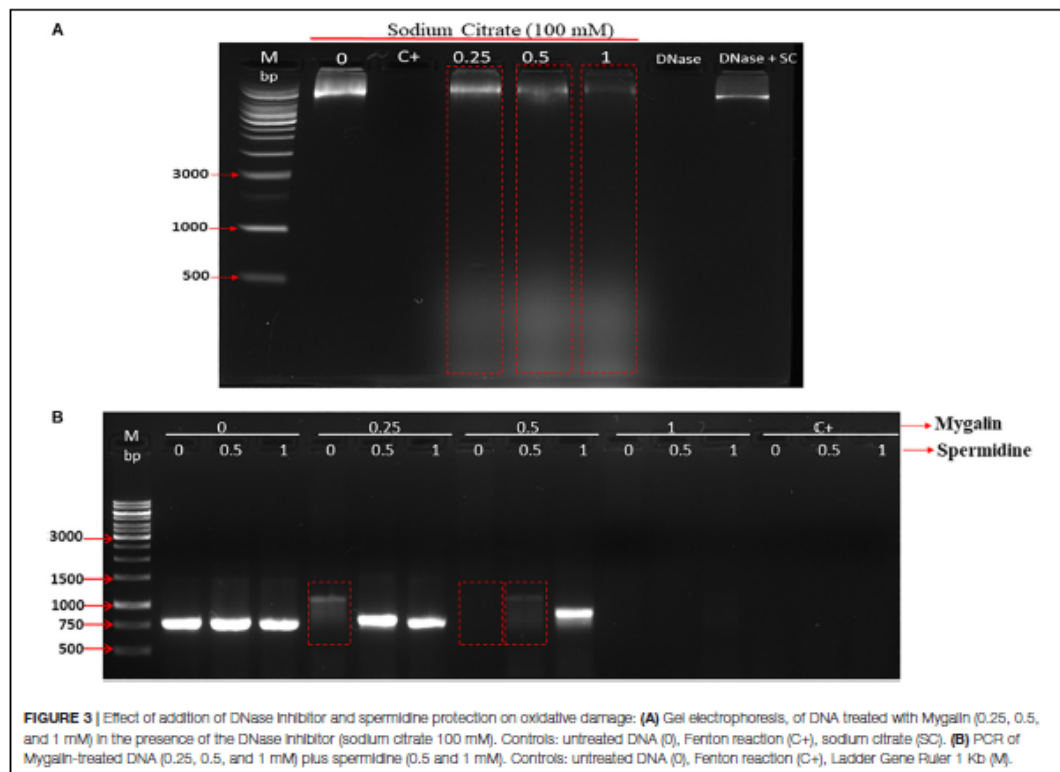 A
Sodium Citrate (100 mM)
M 0 C+ 0.25 0.5 1 DNase DNase + SC
bp
3000
1000
500
B
M 0 0.25 0.5 1 C+ Mygalin
bp 0 0.5 1 0 0.5 1 0 0.5 1 0 0.5 1 0 0.5 1 Spermidine
3000
1500
1000
750
500
FIGURE 3 | Effect of addition of DNase Inhibitor and spermidine protection on oxidative damage: (A) Gel electrophoresis, of DNA treated with Mygalin (0.25, 0.5,
and 1 mM) in the presence of the DNase Inhibitor (sodium citrate 100 mM). Controls: untreated DNA (0), Fenton reaction (C+), sodium citrate (SC). (B) PCR of
Mygalin-treated DNA (0.25, 0.5, and 1 mM) plus spermidine (0.5 and 1 mM). Controls: untreated DNA (0), Fenton reaction (C+), Ladder Gene Ruler 1 Kb (M).